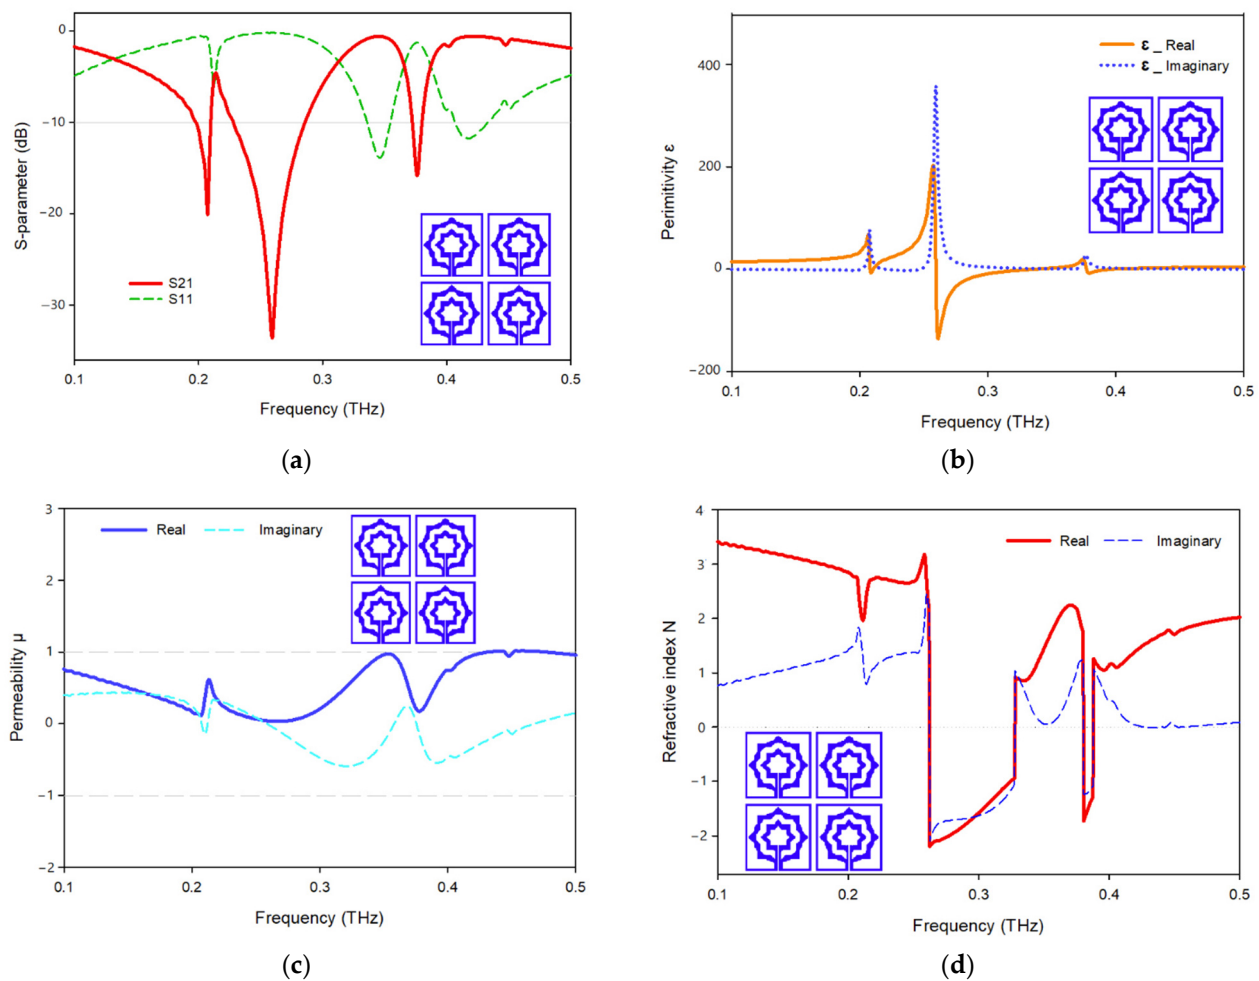 0
−10
−20
−30
S-parameter (dB)
S21
S11
0.1
0.2
0.3
0.4
0.5
Frequency (THz)
(a)
400
200
0
−200
Perimitivity ε
ε _ Real
ε _ Imaginary
0.1
0.2
0.3
0.4
0.5
Frequency (THz)
(b)
3
2
1
0
−1
−2
Permeability μ
Real
Imaginary
0.1
0.2
0.3
0.4
0.5
Frequency (THz)
(c)
4
3
2
1
0
−1
−2
Refractive index N
Real
Imaginary
0.1
0.2
0.3
0.4
0.5
Frequency (THz)
(d)